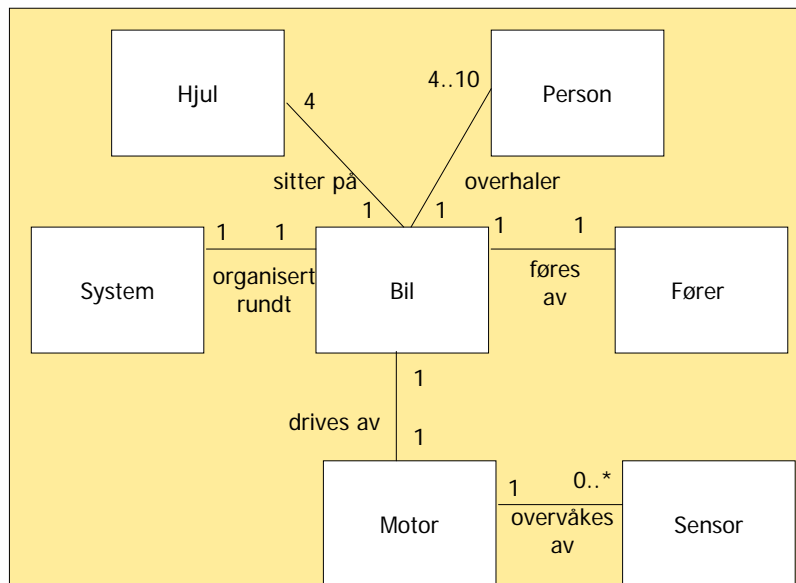 Hjul
Person
4
4..10
sitter på
overhaler
1
1
System
1
1
organisert
rundt
Bil
1
1
føres
av
Fører
1
drives av
1
Motor
1
0..*
overvåkes
av
Sensor